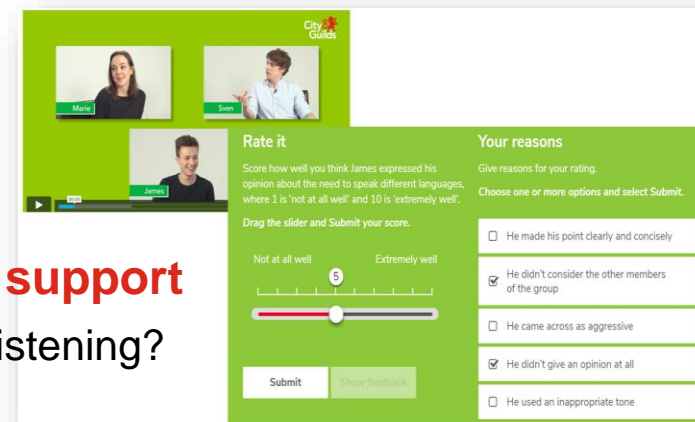 City&
Guilds
Marie
Sven
James
Rate it
Score how well you think James expressed his
opinion about the need to speak different languages,
where 1 is 'not at all well' and 10 is 'extremely well'.
Drag the slider and Submit your score.
Not at all well
Extremely well
5
Submit
Show feedback
Your reasons
Give reasons for your rating.
Choose one or more options and select Submit.
He made his point clearly and concisely
He didn't consider the other members
of the group
He came across as aggressive
He didn't give an opinion at all
He used an inappropriate tone
support
istening?